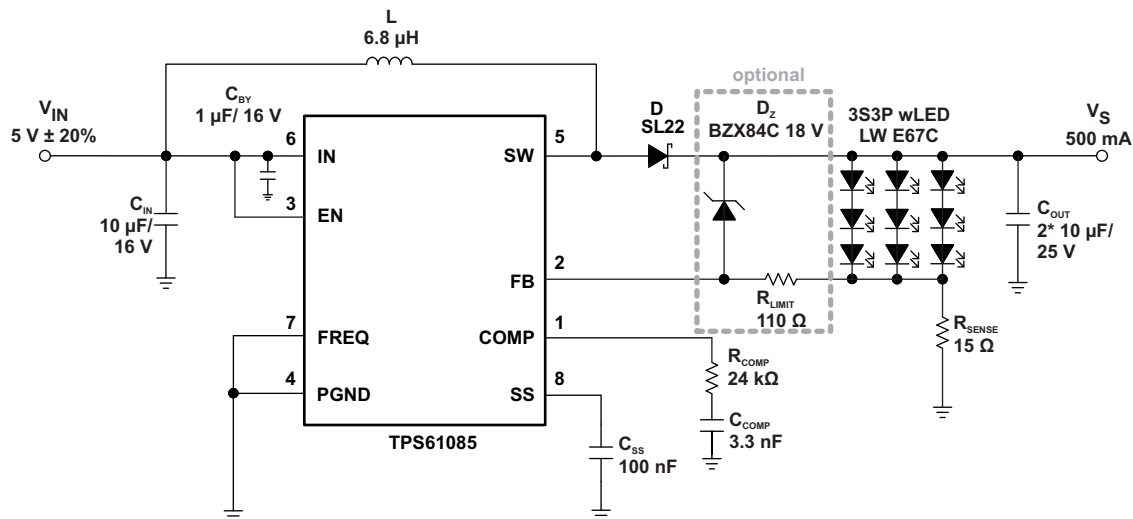 L
6.8 µH
optional
V_IN
5 V ± 20%
C_BY
1 µF/ 16 V
D
SL22
D_Z
BZX84C 18 V
3S3P wLED
LW E67C
V_S
500 mA
6
IN
5
SW
3
EN
C_IN
10 µF/
16 V
C_OUT
2* 10 µF/
25 V
2
FB
R_LIMIT
110 Ω
R_SENSE
15 Ω
7
FREQ
1
COMP
R_COMP
24 kΩ
4
PGND
8
SS
C_COMP
3.3 nF
TPS61085
C_SS
100 nF